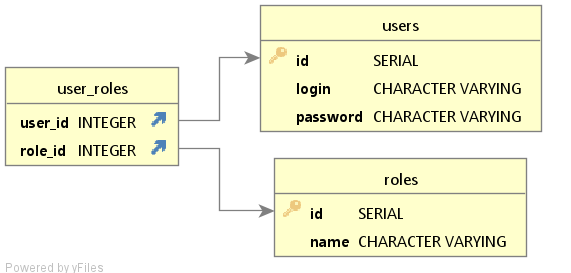 users
id SERIAL
login CHARACTER VARYING
password CHARACTER VARYING
user_roles
user_id INTEGER
role_id INTEGER
roles
id SERIAL
name CHARACTER VARYING
Powered by yFiles